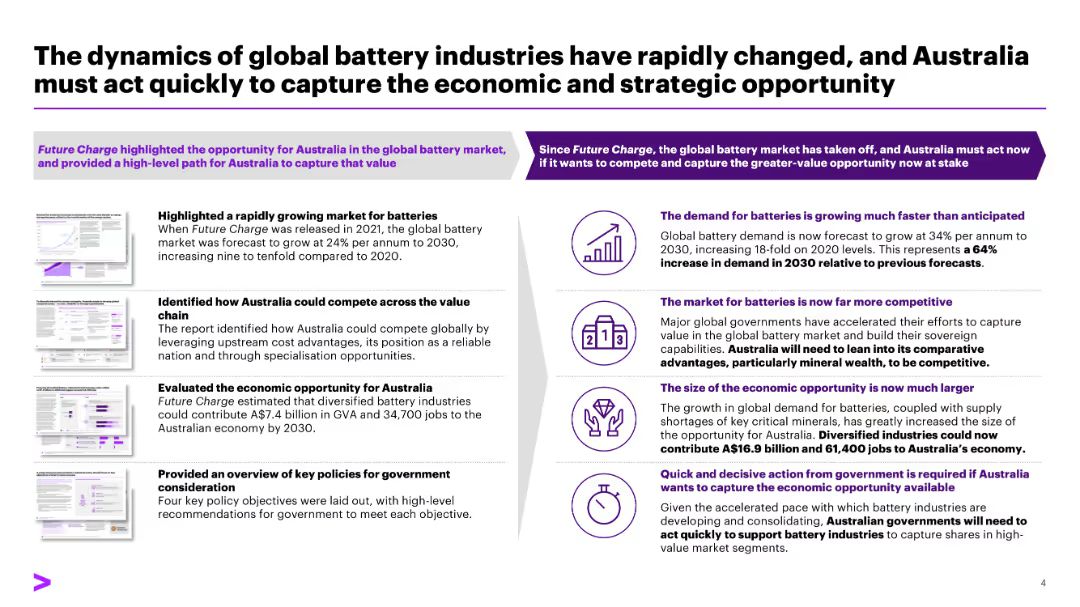 The dynamics of global battery industries have rapidly changed, and Australia
must act quickly to capture the economic and strategic opportunity
Future Charge highlighted the opportunity for Australia in the global battery market,
and provided a high-level path for Australia to capture that value
Highlighted a rapidly growing market for batteries
When Future Charge was released in 2021, the global battery
market was forecast to grow at 24% per annum to 2030,
increasing nine to tenfold compared to 2020.
Identified how Australia could compete across the value
chain
The report identified how Australia could compete globally by
leveraging upstream cost advantages, its position as a reliable
nation and through specialisation opportunities.
Evaluated the economic opportunity for Australia
Future Charge estimated that diversified battery industries
could contribute A$7.4 billion in GVA and 34,700 jobs to the
Australian economy by 2030.
Provided an overview of key policies for government
consideration
Four key policy objectives were laid out, with high-level
recommendations for government to meet each objective.
Since Future Charge, the global battery market has taken off, and Australia must act now
if it wants to compete and capture the greater-value opportunity now at stake
The demand for batteries is growing much faster than anticipated
Global battery demand is now forecast to grow at 34% per annum to
2030, increasing 18-fold on 2020 levels. This represents a 64%
increase in demand in 2030 relative to previous forecasts.
2 1 3
The market for batteries is now far more competitive
Major global governments have accelerated their efforts to capture
value in the global battery market and build their sovereign
capabilities. Australia will need to lean into its comparative
advantages, particularly mineral wealth, to be competitive.
The size of the economic opportunity is now much larger
The growth in global demand for batteries, coupled with supply
shortages of key critical minerals, has greatly increased the size of
the opportunity for Australia. Diversified industries could now
contribute A$16.9 billion and 61,400 jobs to Australia's economy.
Quick and decisive action from government is required if Australia
wants to capture the economic opportunity available
Given the accelerated pace with which battery industries are
developing and consolidating, Australian governments will need to
act quickly to support battery industries to capture shares in high-
value market segments.
4